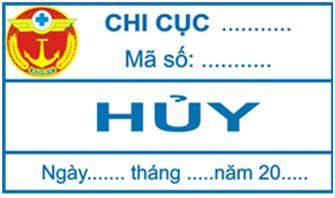 CHI CỤC ...........
Mã số: ...........
HỦY
Ngày....... tháng .....năm 20.....